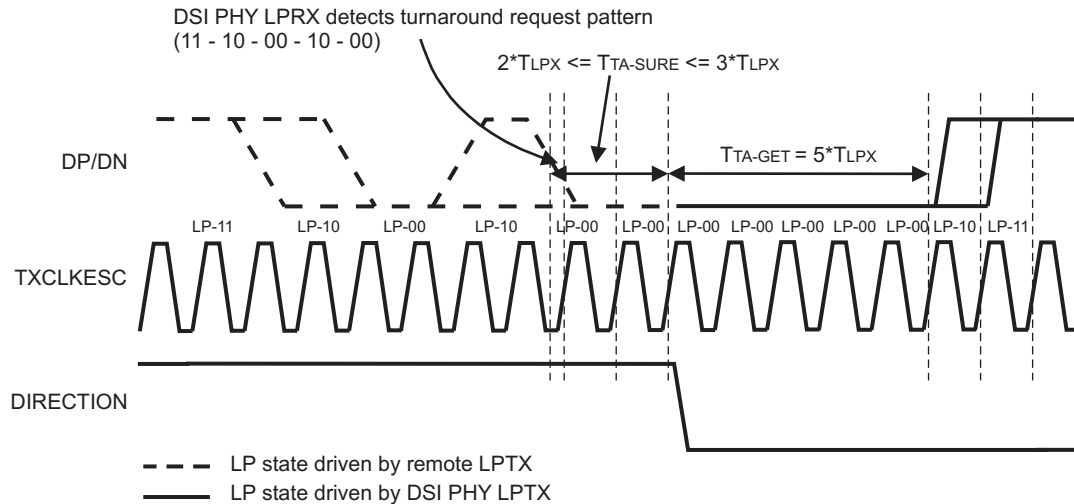 DSI PHY LPRX detects turnaround request pattern
(11 - 10 - 00 - 10 - 00)
2*TLPX <= TTA-SURE <= 3*TLPX
DP/DN
TTA-GET = 5*TLPX
LP-11 LP-10 LP-00 LP-10 LP-00 LP-00 LP-00 LP-00 LP-00 LP-00 LP-00 LP-10 LP-11
TXCLKESC
DIRECTION
LP state driven by remote LPTX
LP state driven by DSI PHY LPTX